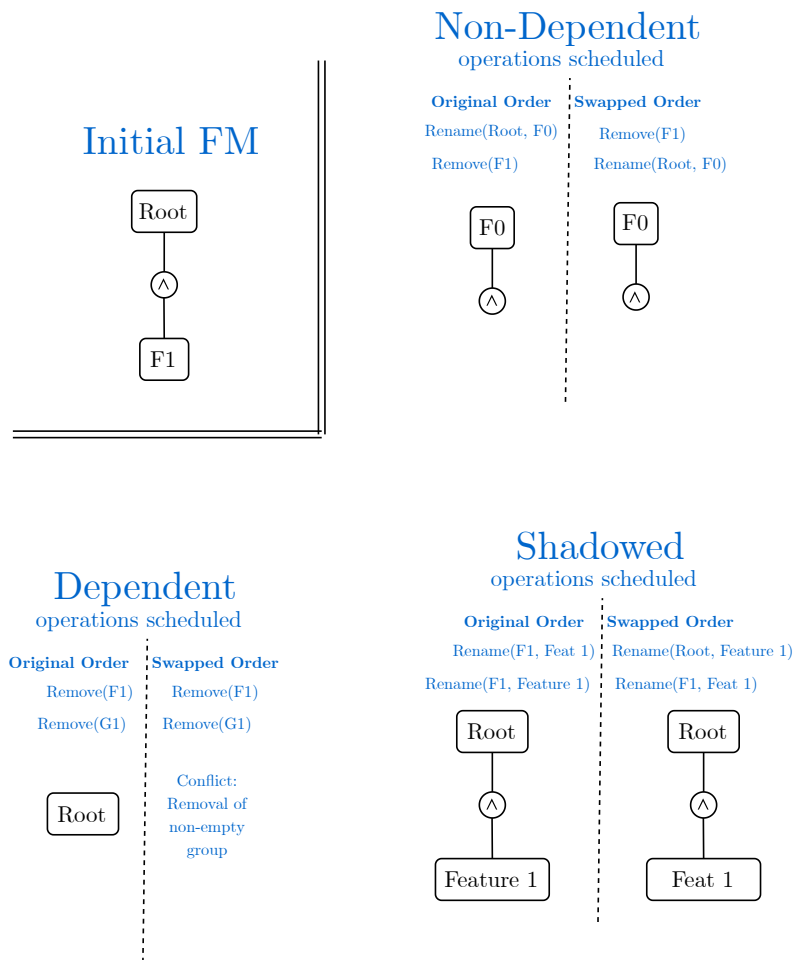 Initial FM
Root
∧
F1
Non-Dependent
operations scheduled
Original Order
Rename(Root, F0)
Remove(F1)
F0
∧
Swapped Order
Remove(F1)
Rename(Root, F0)
F0
∧
Dependent
operations scheduled
Original Order
Remove(F1)
Remove(G1)
Root
Swapped Order
Remove(F1)
Remove(G1)
Conflict:
Removal of
non-empty
group
Shadowed
operations scheduled
Original Order
Rename(F1, Feat 1)
Rename(F1, Feature 1)
Root
∧
Feature 1
Swapped Order
Rename(Root, Feature 1)
Rename(F1, Feat 1)
Root
∧
Feat 1